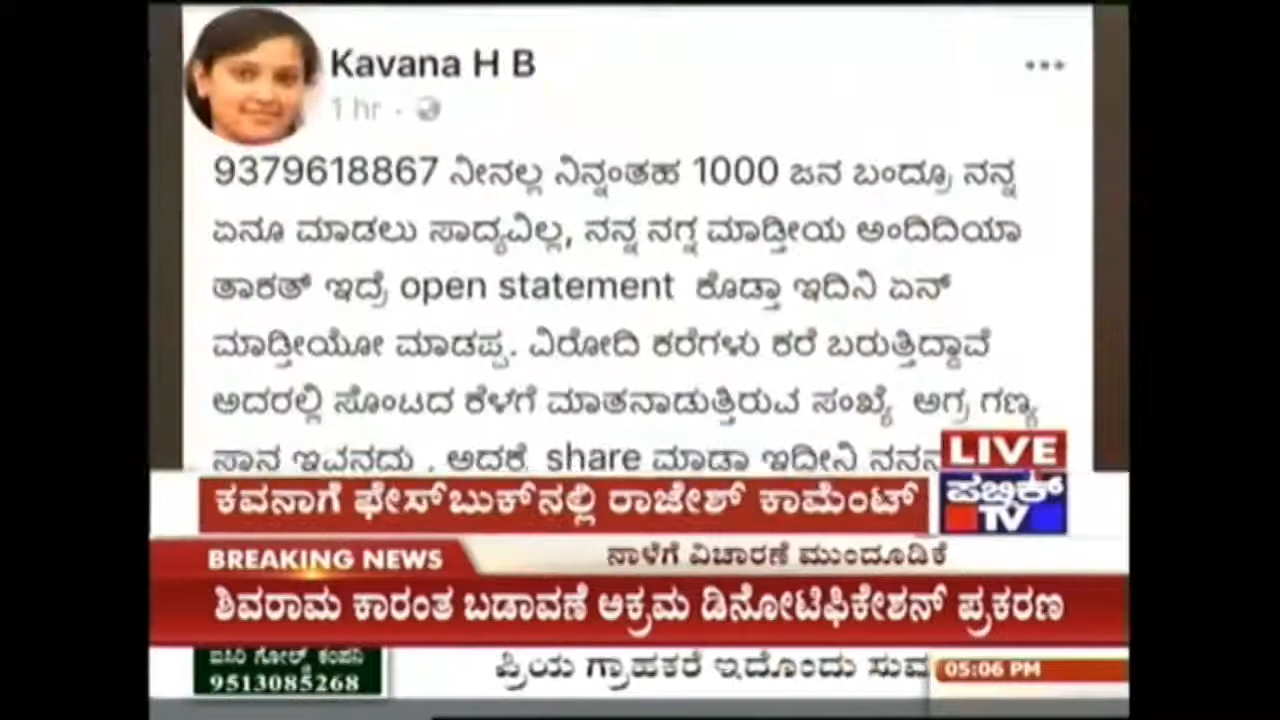 Kavana H B
1 hr ·
9379618867 ನೀನಲ್ಲ ನಿನ್ನಂತಹ 1000 ಜನ ಬಂದ್ರೂ ನನ್ನ
ಏನೂ ಮಾಡಲು ಸಾದ್ಯವಿಲ್ಲ, ನನ್ನ ನಗ್ನ ಮಾಡ್ತೀಯ ಅಂದಿದಿಯಾ
ತಾಕತ್ ಇದ್ರೆ open statement ಕೊಡ್ತಾ ಇದಿನಿ ಏನ್
ಮಾಡ್ತೀಯೋ ಮಾಡಪ್ಪ. ವಿರೋದಿ ಕರೆಗಳು ಕರೆ ಬರುತ್ತಿದ್ದಾವೆ
ಅದರಲ್ಲಿ ಸೊಂಟದ ಕೆಳಗೆ ಮಾತನಾಡುತ್ತಿರುವ ಸಂಖ್ಯೆ ಅಗ್ರ ಗಣ್ಯ
ಸ್ಥಾನ ಇವನದು . ಅದಕ್ಕೆ share ಮಾಡಾ ಇದೀನಿ
LIVE
ಪಬ್ಲಿಕ್ TV
ಕವನಾಗೆ ಫೇಸ್‌ಬುಕ್‌ನಲ್ಲಿ ರಾಜೇಶ್ ಕಾಮೆಂಟ್
BREAKING NEWS ನಾಳೆಗೆ ವಿಚಾರಣೆ ಮುಂದೂಡಿಕೆ
ಶಿವರಾಮ ಕಾರಂತ ಬಡಾವಣೆ ಅಕ್ರಮ ಡಿನೋಟಿಫಿಕೇಶನ್ ಪ್ರಕರಣ
ಐಸಿರಿ ಗೋಲ್ಡ್ ಕಂಪನಿ
9513085268
ಪ್ರಿಯ ಗ್ರಾಹಕರೆ ಇದೊಂದು
05:06 PM